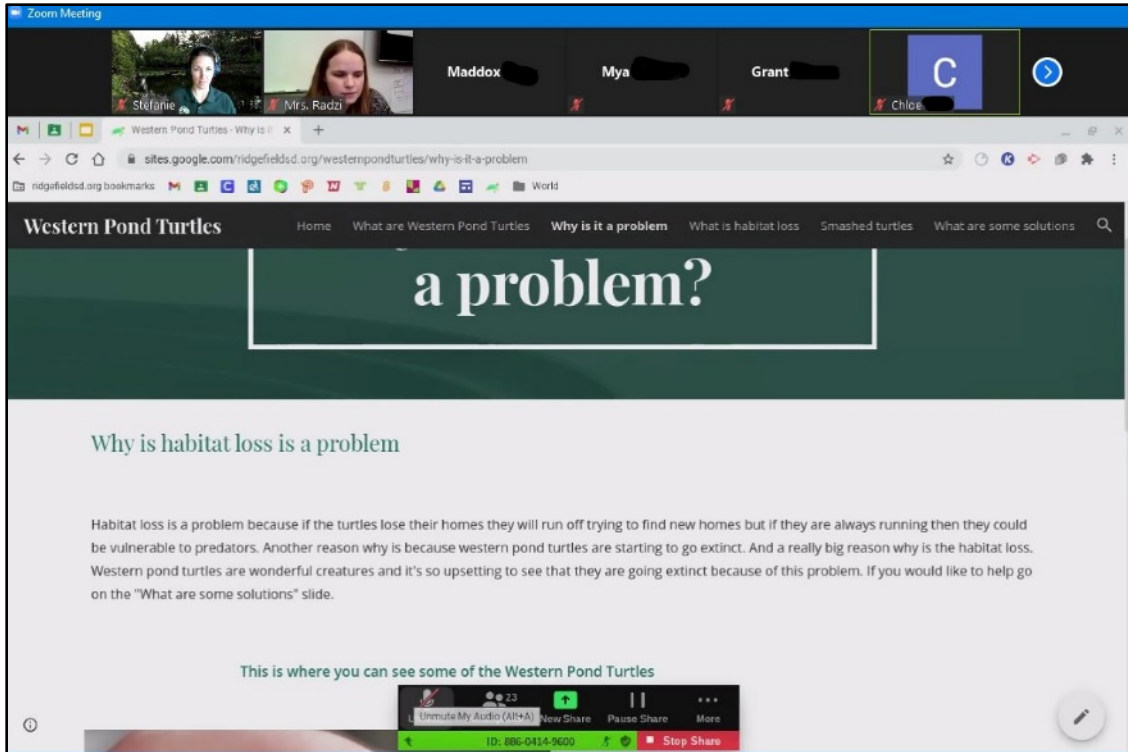 Zoom Meeting
Stefanie
Mrs. Radzi
Maddox
Mya
Grant
C
Chloe
Western Pond Turtles - Why is it
sites.google.com/ridgefieldsd.org/westernpondturtles/why-is-it-a-problem
ridgefieldsd.org bookmarks
World
Western Pond Turtles
Home
What are Western Pond Turtles
Why is it a problem
What is habitat loss
Smashed turtles
What are some solutions
a problem?
Why is habitat loss is a problem
Habitat loss is a problem because if the turtles lose their homes they will run off trying to find new homes but if they are always running then they could
be vulnerable to predators. Another reason why is because western pond turtles are starting to go extinct. And a really big reason why is the habitat loss.
Western pond turtles are wonderful creatures and it's so upsetting to see that they are going extinct because of this problem. If you would like to help go
on the "What are some solutions" slide.
This is where you can see some of the Western Pond Turtles
23
Unmute My Audio (Alt+A)
New Share
Pause Share
More
ID: 886-0414-9600
Stop Share